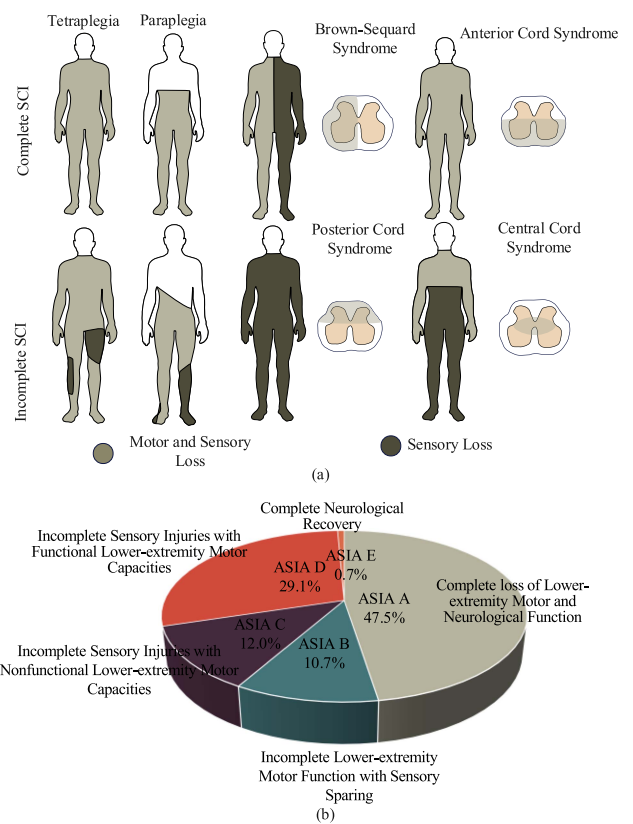 Tetraplegia
Paraplegia
Brown-Sequard
Syndrome
Anterior Cord Syndrome
Complete SCI
Posterior Cord
Syndrome
Central Cord
Syndrome
Incomplete SCI
Motor and Sensory
Loss
Sensory Loss
(a)
Complete Neurological
Recovery
Incomplete Sensory Injuries with
Functional Lower-extremity Motor
Capacities
ASIA E
0.7%
ASIA D
29.1%
ASIA A
47.5%
Complete loss of Lower-
extremity Motor and
Neurological Function
ASIA C
12.0%
Incomplete Sensory Injuries with
Nonfunctional Lower-extremity Motor
Capacities
ASIA B
10.7%
Incomplete Lower-extremity
Motor Function with Sensory
Sparing
(b)